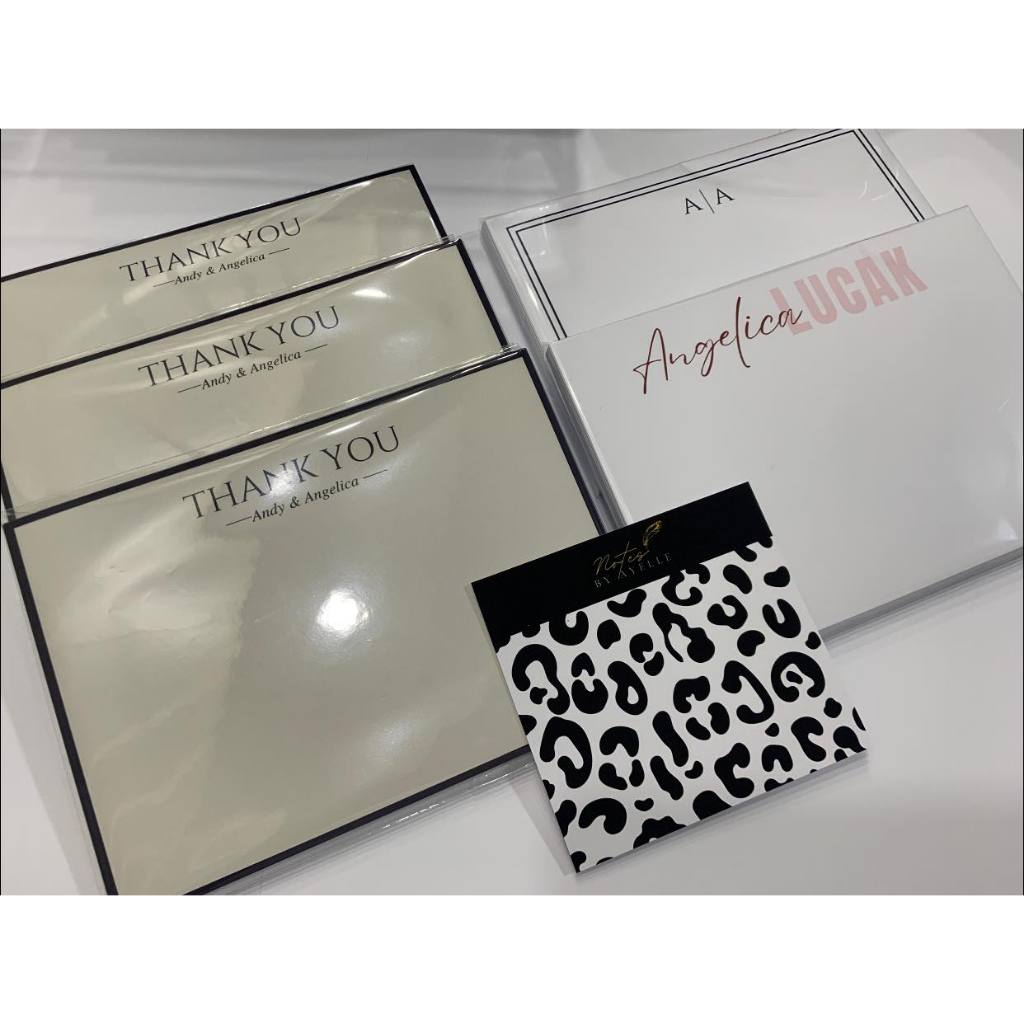 THANK YOU
Andy & Angelica
THANK YOU
Andy & Angelica
THANK YOU
Andy & Angelica
A|A
Angelica LUCAK
Notes
BY AYELLE